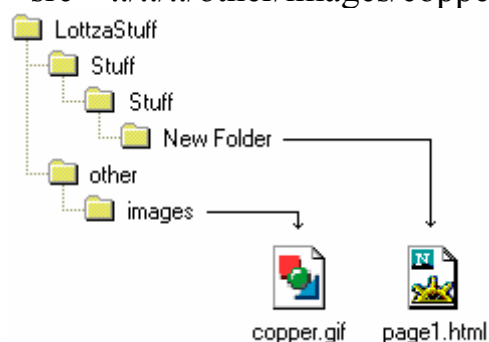 LottzaStuff
Stuff
Stuff
New Folder
other
images
copper.gif page1.html